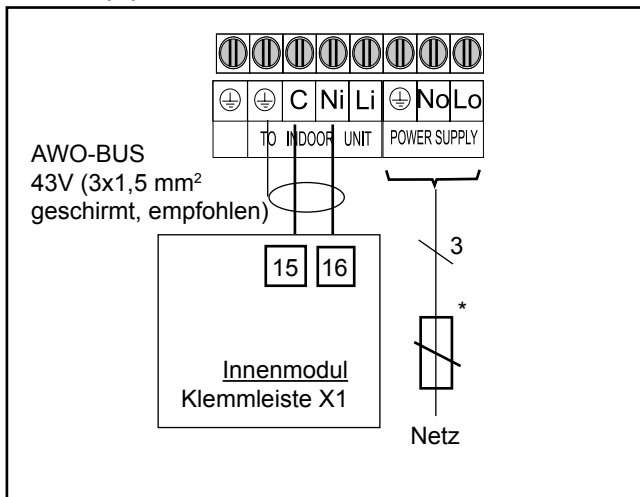 C Ni Li No Lo
TO INDOOR UNIT POWER SUPPLY
AWO-BUS
43V (3x1,5 mm²
geschirmt, empfohlen)
3
15 16
*
Innenmodul
Klemmleiste X1
Netz